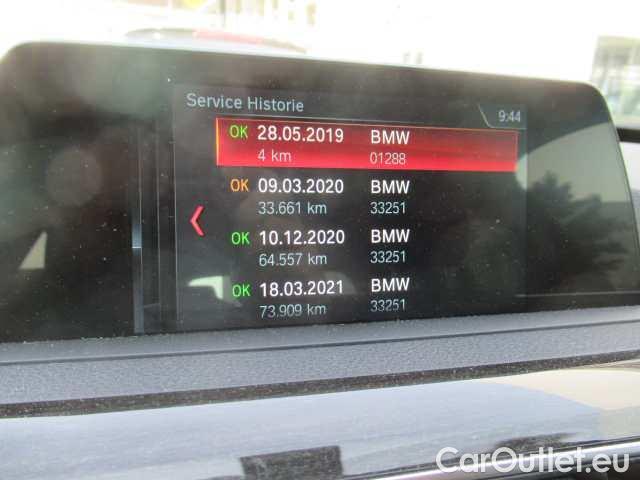 Service Historie
9:44
OK 28.05.2019 BMW
4 km 01288
OK 09.03.2020 BMW
33.661 km 33251
OK 10.12.2020 BMW
64.557 km 33251
OK 18.03.2021 BMW
73.909 km 33251
CarOutlet.eu